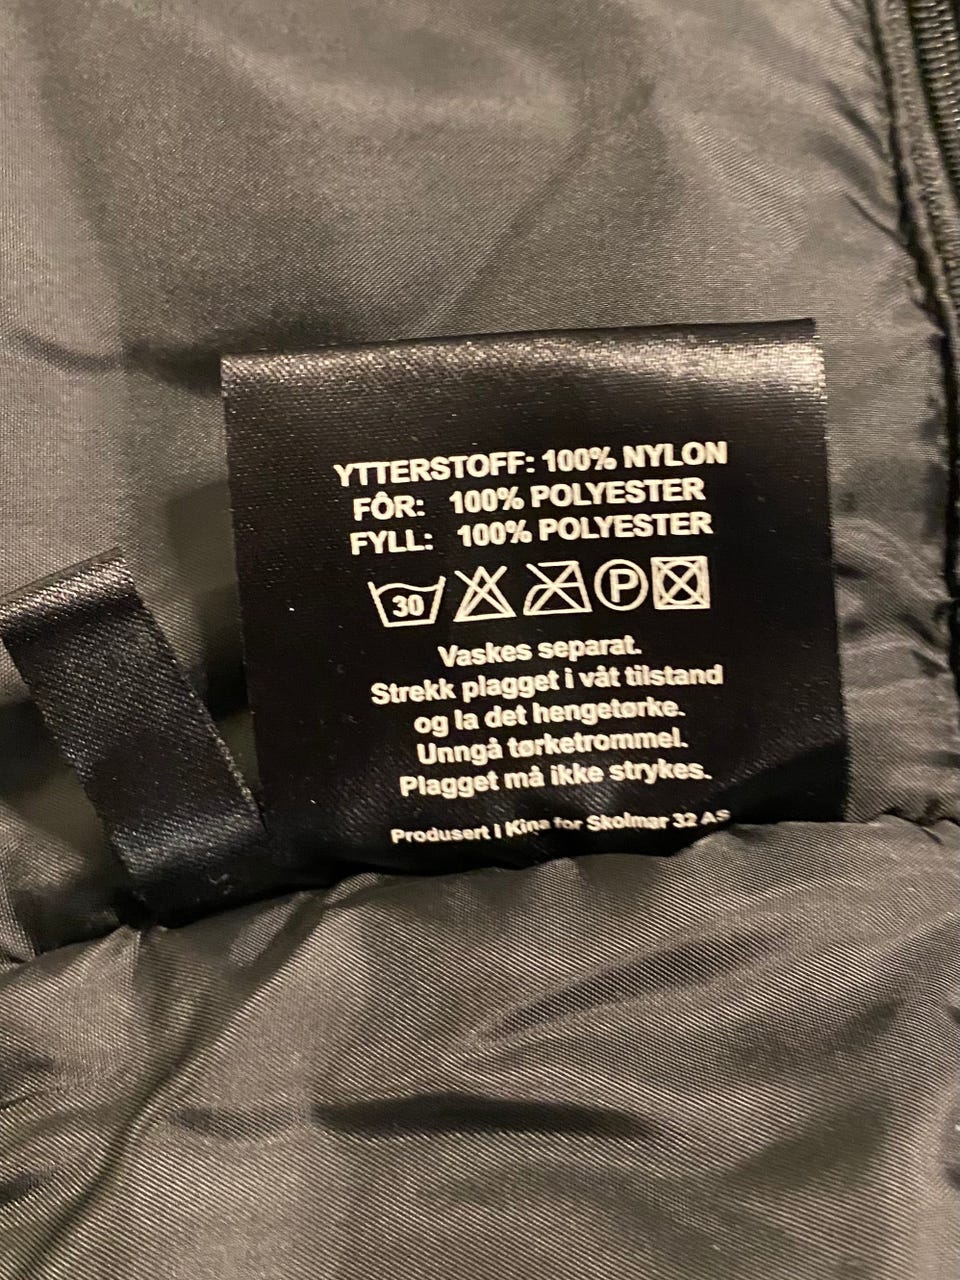 YTTERSTOFF: 100% NYLON
FÔR: 100% POLYESTER
FYLL: 100% POLYESTER
30 P
Vaskes separat.
Strekk plagget i våt tilstand
og la det hengetørke.
Unngå tørketrommel.
Plagget må ikke strykes.
Produsert i Kina for Skolmar 32 AS